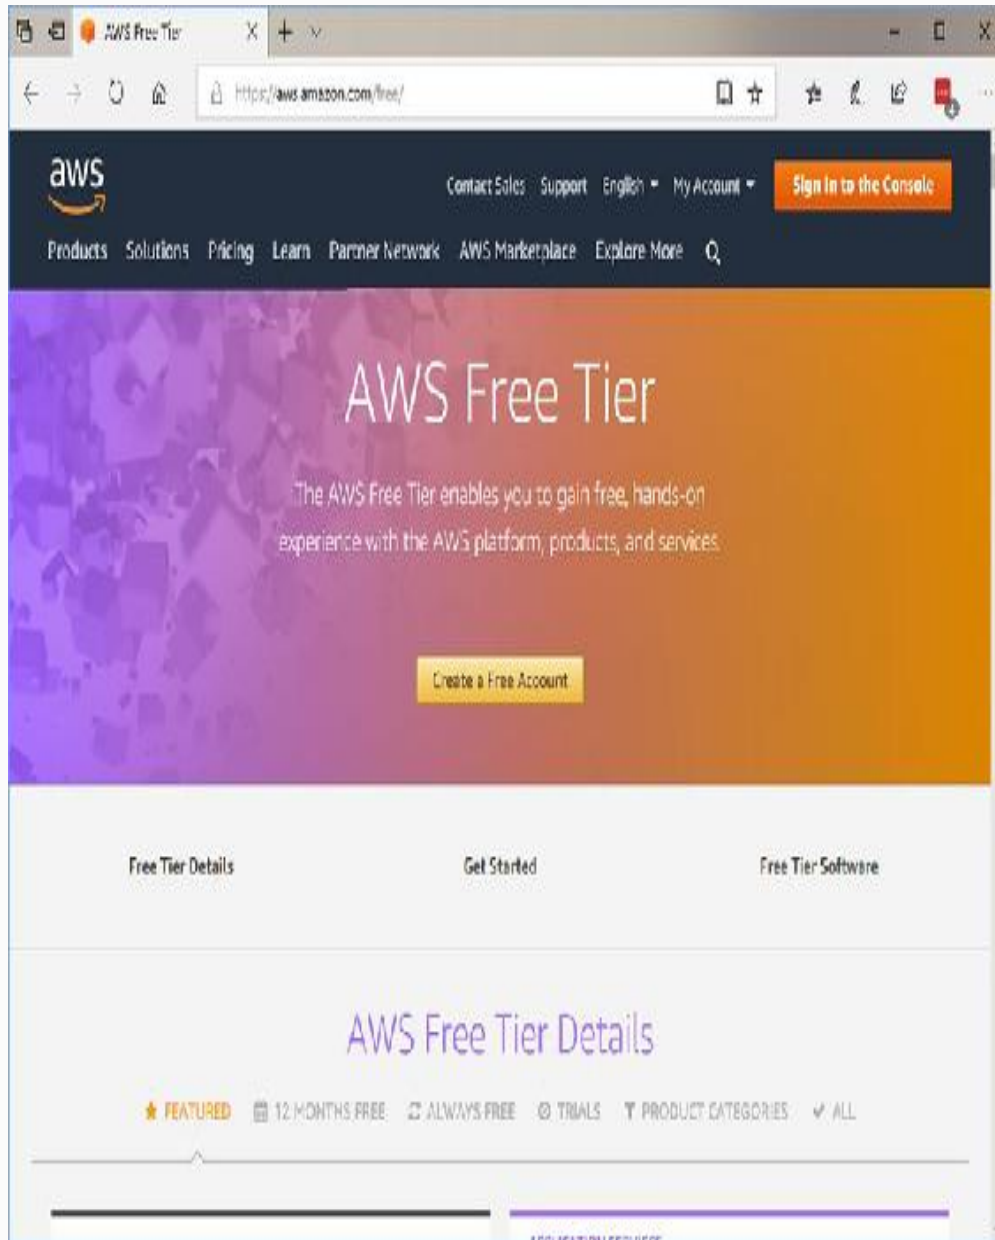 AWS Free Tier
https://aws.amazon.com/free/
aws
Contact Sales Support English My Account Sign In to the Console
Products Solutions Pricing Learn Partner Network AWS Marketplace Explore More
AWS Free Tier
The AWS Free Tier enables you to gain free, hands-on
experience with the AWS platform, products, and services.
Create a Free Account
Free Tier Details Get Started Free Tier Software
AWS Free Tier Details
FEATURED 12 MONTHS FREE ALWAYS FREE TRIALS PRODUCT CATEGORIES ALL